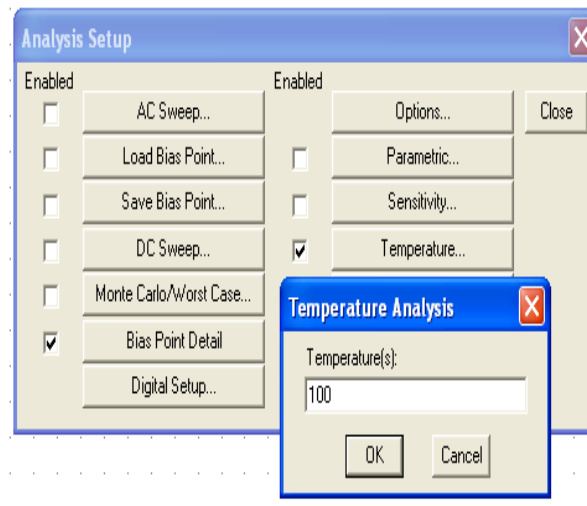 Analysis Setup
Enabled
Enabled
AC Sweep...
Options...
Close
Load Bias Point...
Parametric...
Save Bias Point...
Sensitivity...
DC Sweep...
Temperature...
Monte Carlo/Worst Case...
Bias Point Detail
Digital Setup...
Temperature Analysis
Temperature(s):
100
OK
Cancel